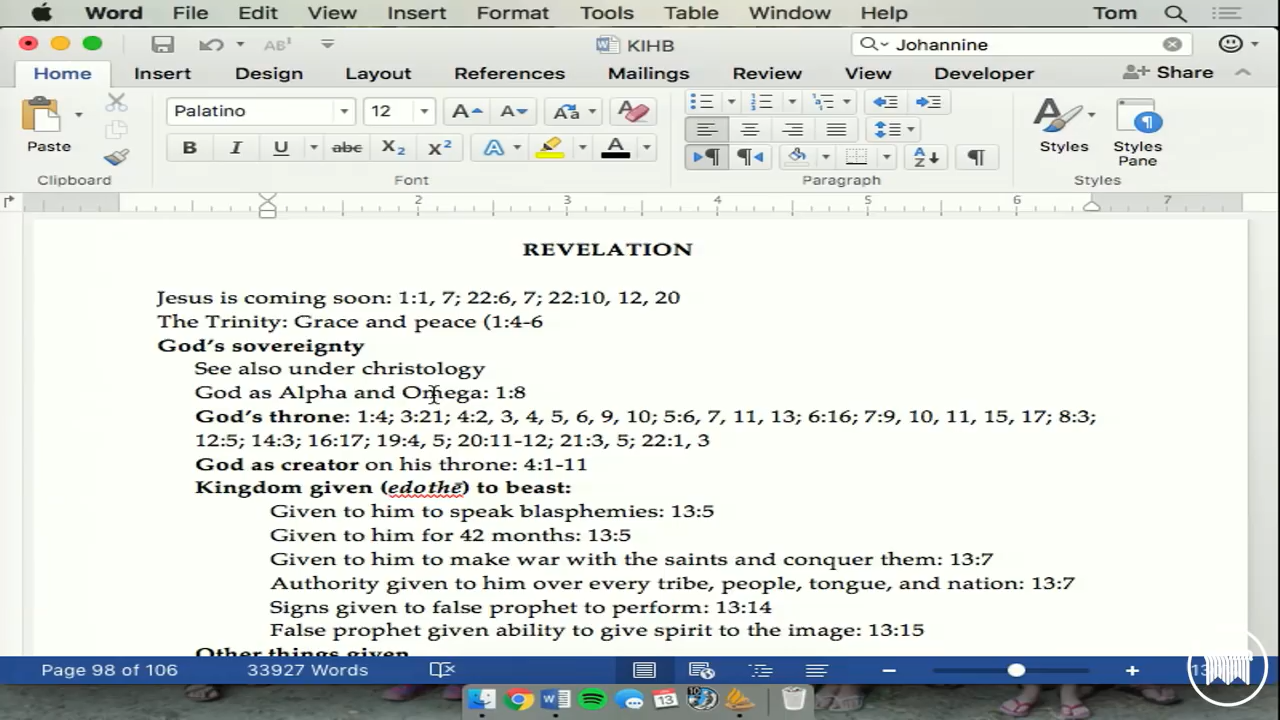 Word File Edit View Insert Format Tools Table Window Help Tom
KIHB Johannine
Home Insert Design Layout References Mailings Review View Developer Share
Palatino 12
Paste Styles Styles Pane
B I U abc X₂ X² A A
Clipboard Font Paragraph Styles
2 3 4 5 6 7
REVELATION
Jesus is coming soon: 1:1, 7; 22:6, 7; 22:10, 12, 20
The Trinity: Grace and peace (1:4-6
God's sovereignty
See also under christology
God as Alpha and Omega: 1:8
God's throne: 1:4; 3:21; 4:2, 3, 4, 5, 6, 9, 10; 5:6, 7, 11, 13; 6:16; 7:9, 10, 11, 15, 17; 8:3;
12:5; 14:3; 16:17; 19:4, 5; 20:11-12; 21:3, 5; 22:1, 3
God as creator on his throne: 4:1-11
Kingdom given (edothē) to beast:
Given to him to speak blasphemies: 13:5
Given to him for 42 months: 13:5
Given to him to make war with the saints and conquer them: 13:7
Authority given to him over every tribe, people, tongue, and nation: 13:7
Signs given to false prophet to perform: 13:14
False prophet given ability to give spirit to the image: 13:15
Other things given
Page 98 of 106 33927 Words